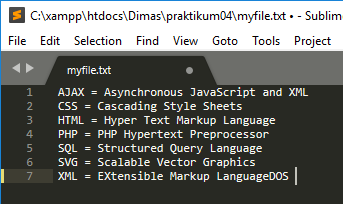 C:\xampp\htdocs\Dimas\praktikum04\myfile.txt • - Sublim
File Edit Selection Find View Goto Tools Project
myfile.txt
1 AJAX = Asynchronous JavaScript and XML
2 CSS = Cascading Style Sheets
3 HTML = Hyper Text Markup Language
4 PHP = PHP Hypertext Preprocessor
5 SQL = Structured Query Language
6 SVG = Scalable Vector Graphics
7 XML = EXtensible Markup LanguageDOS